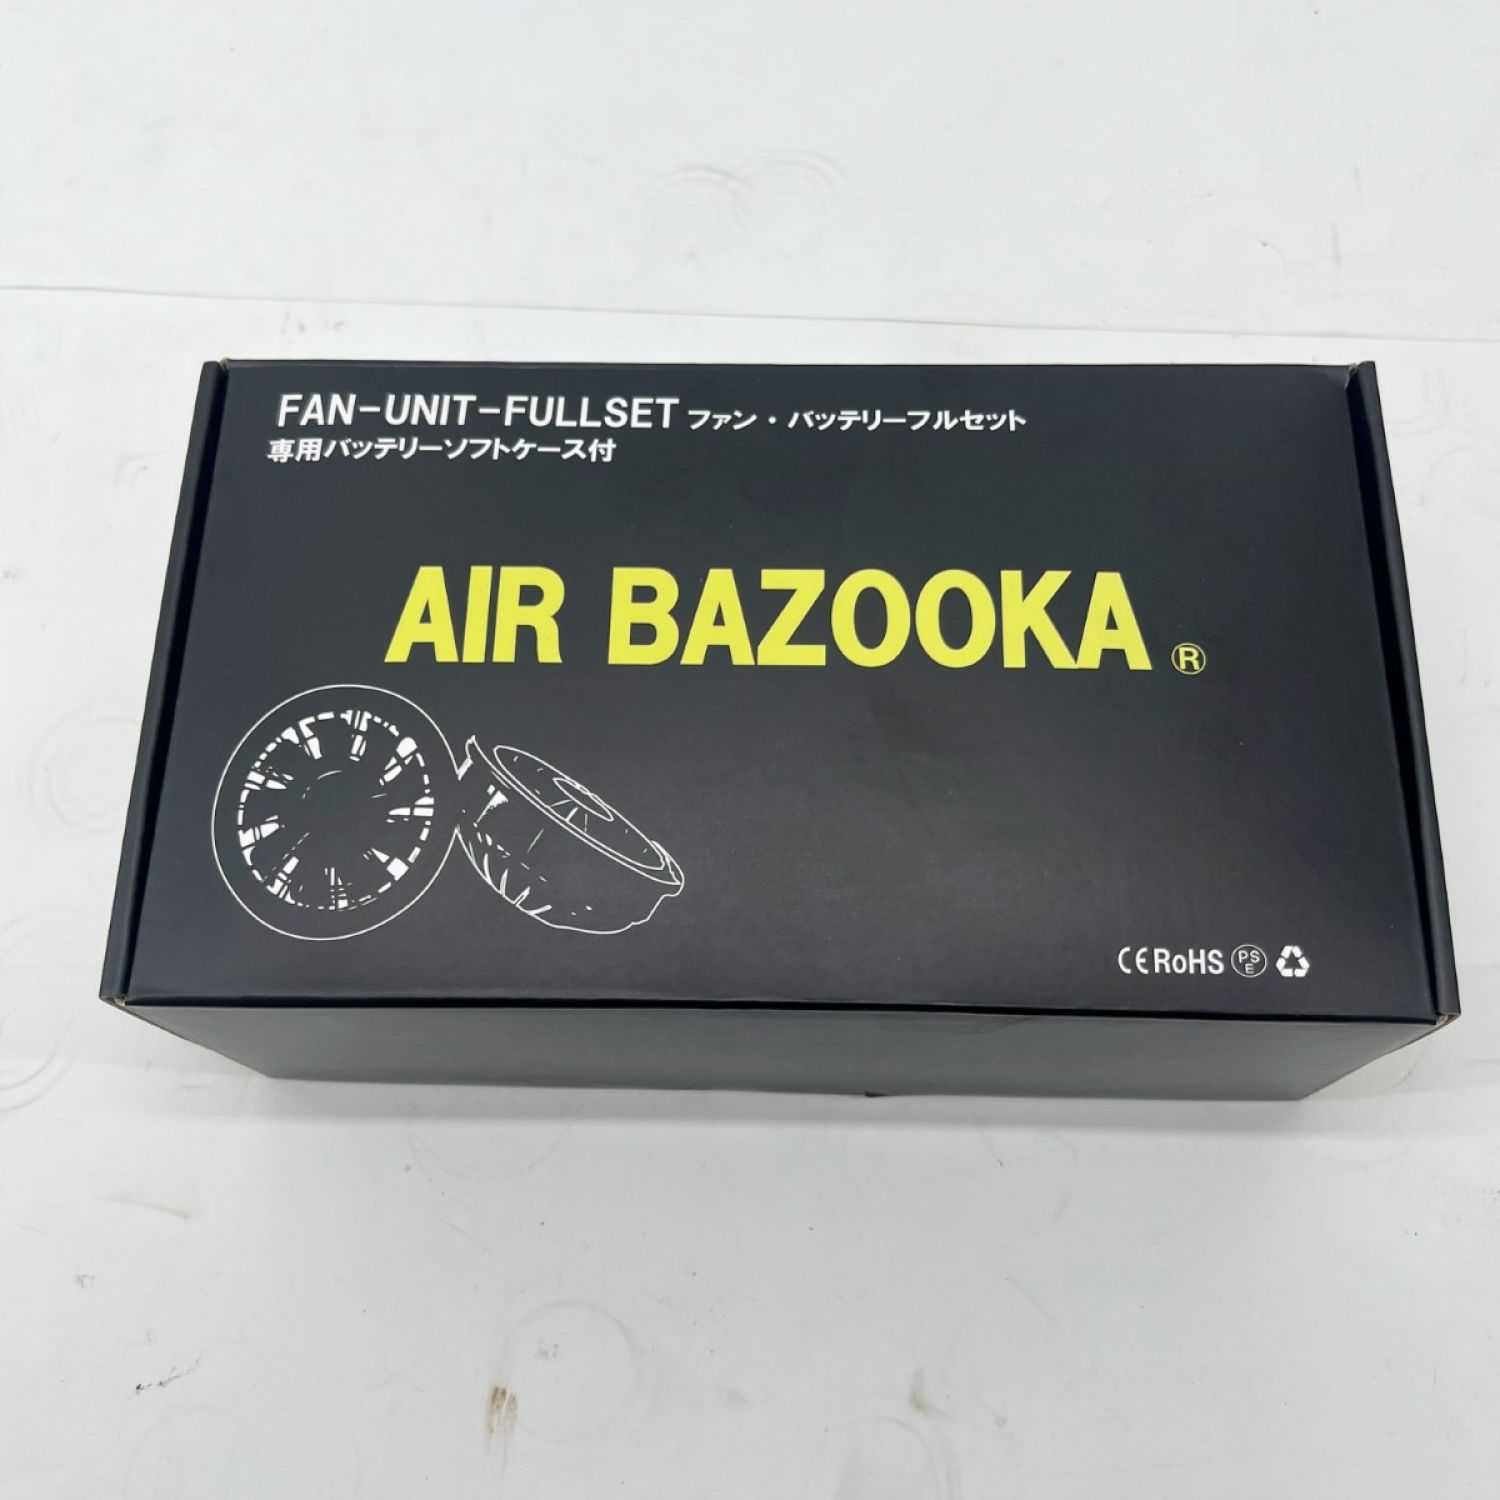 FAN-UNIT-FULLSET ファン・バッテリーフルセット
専用バッテリーソフトケース付
AIR BAZOOKA ®
CE RoHS PSE